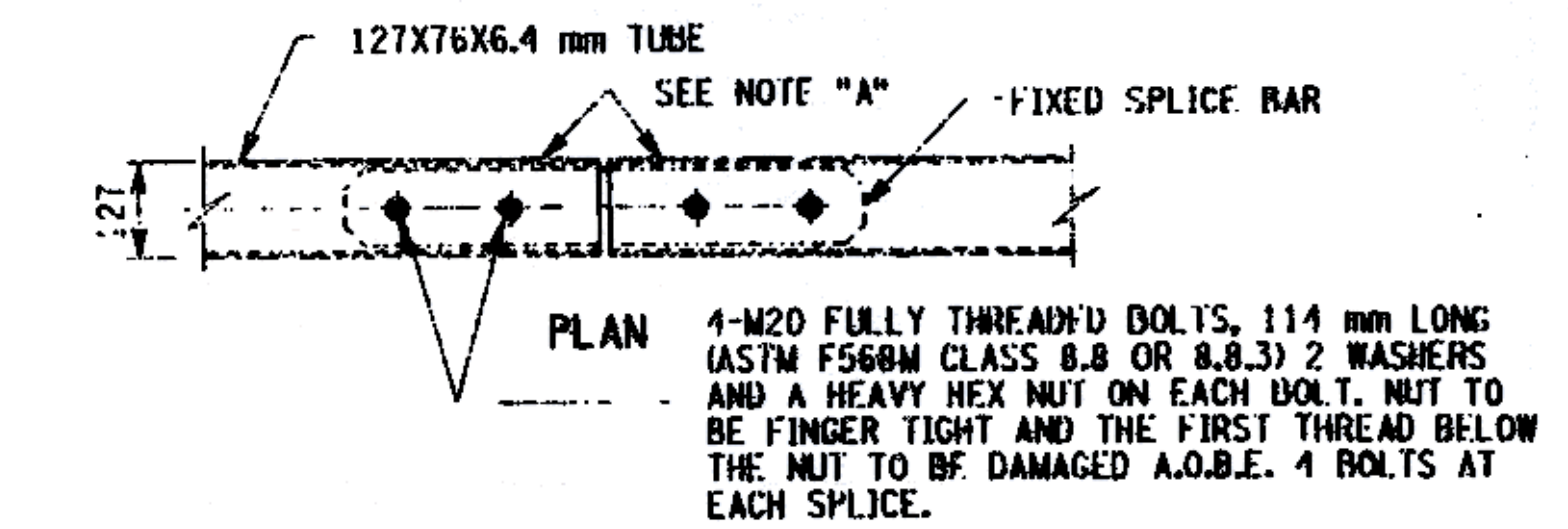 127X76X6.4 mm TUBE
SEE NOTE "A"
FIXED SPLICE BAR
127
PLAN
4-M20 FULLY THREADED BOLTS, 114 mm LONG
(ASTM F568M CLASS 8.8 OR 8.8.3) 2 WASHERS
AND A HEAVY HEX NUT ON EACH BOLT. NUT TO
BE FINGER TIGHT AND THE FIRST THREAD BELOW
THE NUT TO BE DAMAGED A.O.B.E. 4 BOLTS AT
EACH SPLICE.